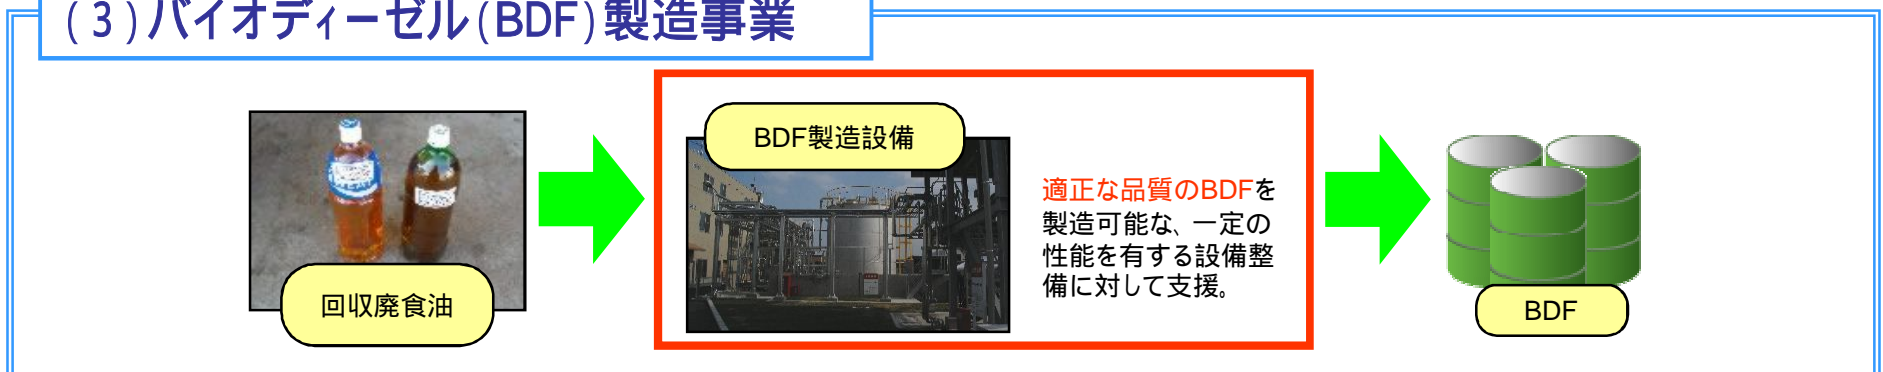 (3)バイオディーゼル(BDF)製造事業
BDF製造設備
適正な品質のBDFを
製造可能な、一定の
性能を有する設備整
備に対して支援。
回収廃食油
BDF